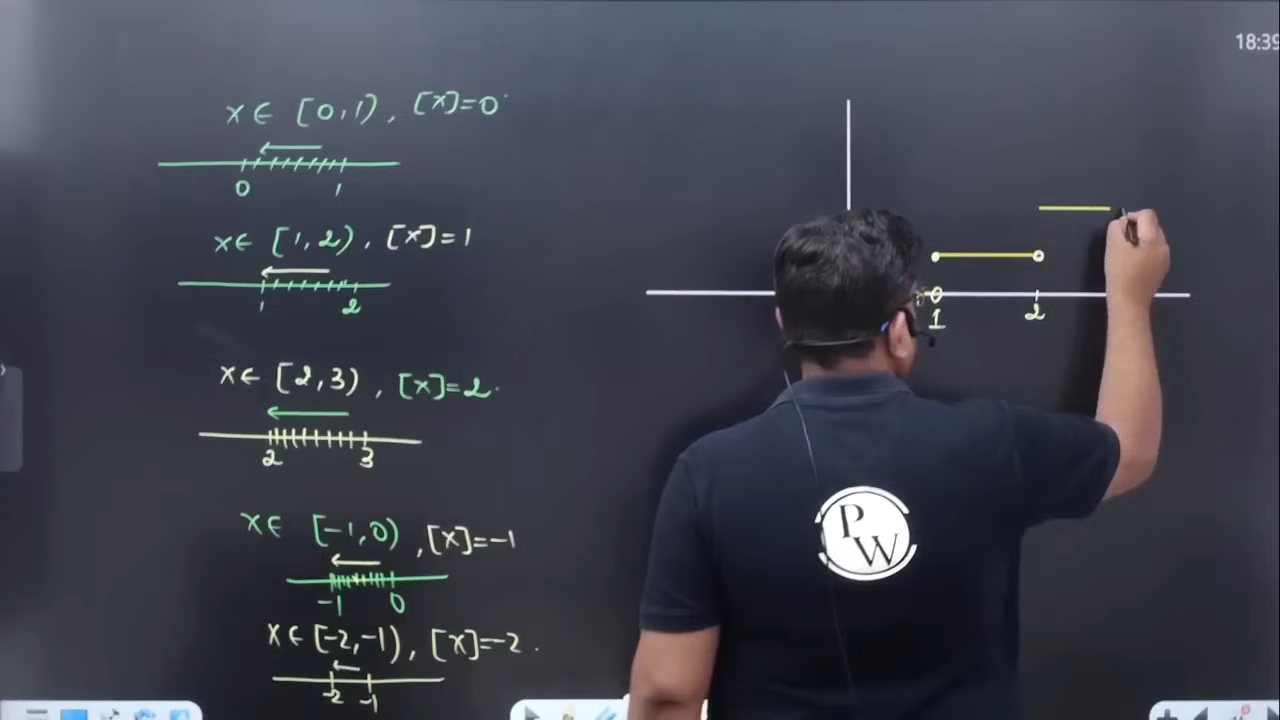 18:39
x∈ [0,1), [x]=0
0 1
x∈ [1,2), [x]=1
1 2
x∈ [2,3), [x]=2
2 3
x∈ [-1,0), [x]=-1
-1 0
x∈ [-2,-1), [x]=-2
-2 -1
1 2
PW